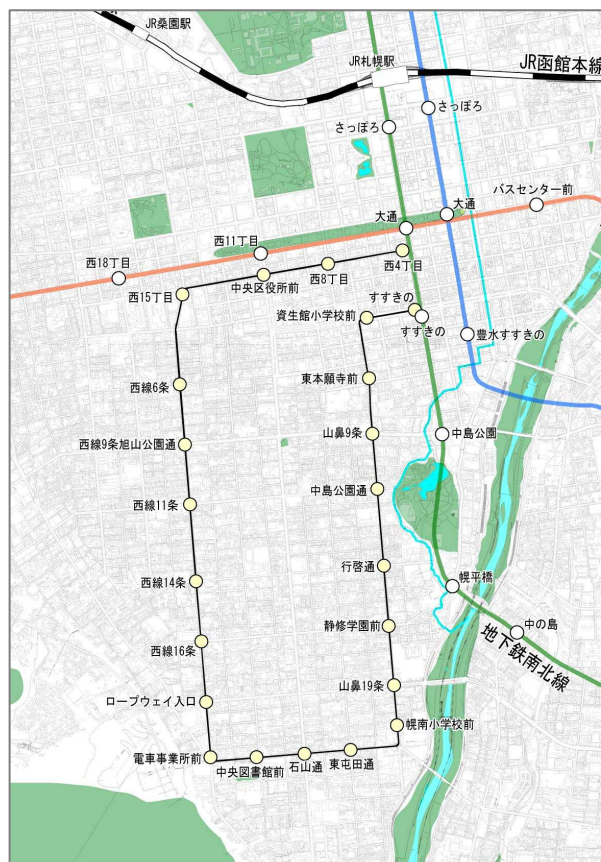 JR桑園駅
JR札幌駅
JR函館本線
さっぽろ
さっぽろ
バスセンター前
大通
大通
西11丁目
西18丁目
西4丁目
西8丁目
中央区役所前
西15丁目
すすきの
資生館小学校前
すすきの
豊水すすきの
東本願寺前
西線6条
山鼻9条
中島公園
西線9条旭山公園通
中島公園通
西線11条
行啓通
西線14条
幌平橋
静修学園前
中の島
西線16条
地下鉄南北線
山鼻19条
ロープウェイ入口
幌南小学校前
電車事業所前
中央図書館前
石山通
東屯田通